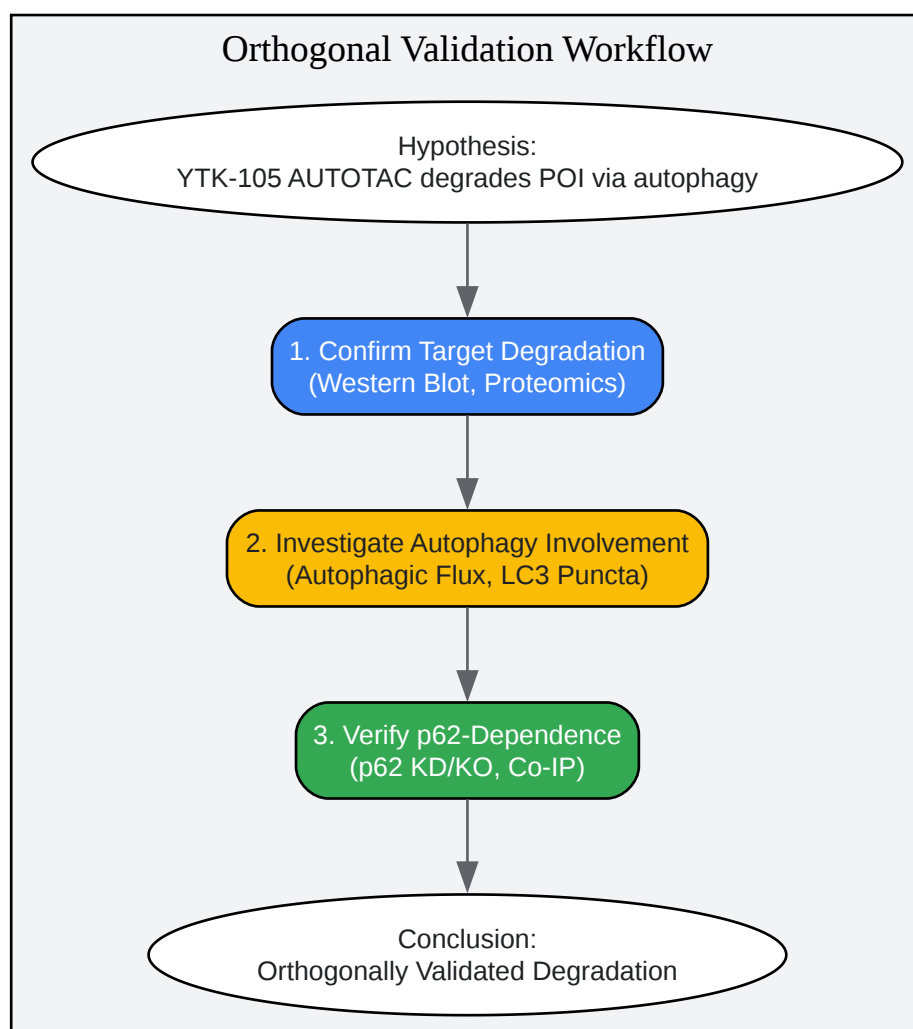 Orthogonal Validation Workflow
Hypothesis:
YTK-105 AUTOTAC degrades POI via autophagy
1. Confirm Target Degradation
(Western Blot, Proteomics)
2. Investigate Autophagy Involvement
(Autophagic Flux, LC3 Puncta)
3. Verify p62-Dependence
(p62 KD/KO, Co-IP)
Conclusion:
Orthogonally Validated Degradation